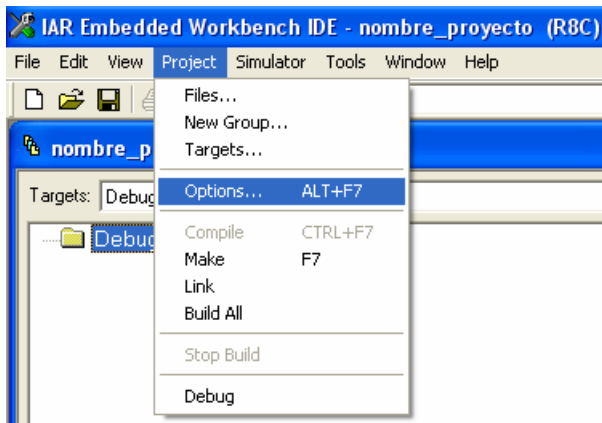 IAR Embedded Workbench IDE - nombre_proyecto (R8C)
File Edit View Project Simulator Tools Window Help
Files...
New Group...
nombre_p
Targets...
Targets: Debug
Options... ALT+F7
Debug
Compile CTRL+F7
Make F7
Link
Build All
Stop Build
Debug